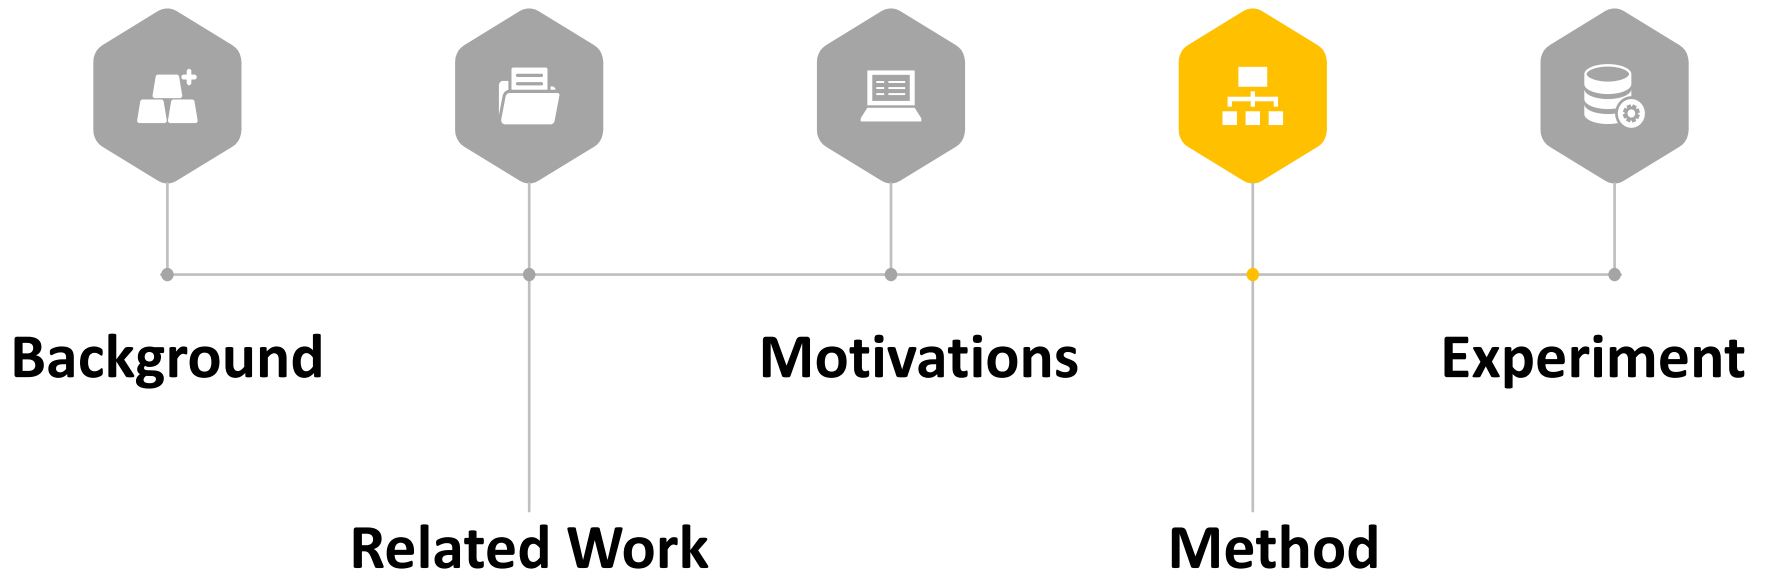 Background
Related Work
Motivations
Method
Experiment